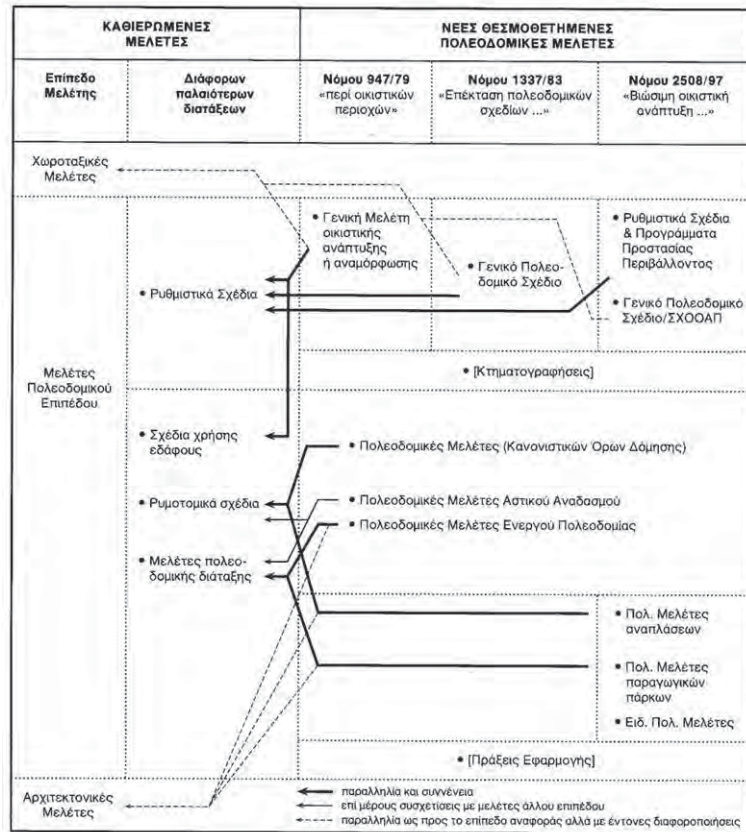 ΚΑΘΙΕΡΩΜΕΝΕΣ
ΜΕΛΕΤΕΣ
ΝΕΕΣ ΘΕΣΜΟΘΕΤΗΜΕΝΕΣ
ΠΟΛΕΟΔΟΜΙΚΕΣ ΜΕΛΕΤΕΣ
Επίπεδο
Μελέτης
Διάφορων
παλαιότερων
διατάξεων
Νόμου 947/79
«περί οικιστικών
περιοχών»
Νόμου 1337/83
«Επέκταση πολεοδομικών
σχεδίων ...»
Νόμου 2508/97
«Βιώσιμη οικιστική
ανάπτυξη ...»
Χωροταξικές
Μελέτες
• Γενική Μελέτη
οικιστικής
ανάπτυξης
ή αναμόρφωσης
• Γενικό Πολεο-
δομικό Σχέδιο
• Ρυθμιστικά Σχέδια
& Προγράμματα
Προστασίας
Περιβάλλοντος
• Γενικό Πολεοδομικό
Σχέδιο/ΣΧΟΟΑΠ
• Ρυθμιστικά Σχέδια
Μελέτες
Πολεοδομικού
Επιπέδου
• [Κτηματογραφήσεις]
• Σχέδια χρήσης
εδάφους
• Πολεοδομικές Μελέτες (Κανονιστικών Όρων Δόμησης)
• Ρυμοτομικά σχέδια
• Πολεοδομικές Μελέτες Αστικού Αναδασμού
• Πολεοδομικές Μελέτες Ενεργού Πολεοδομίας
• Μελέτες πολεο-
δομικής διάταξης
• Πολ. Μελέτες
αναπλάσεων
• Πολ. Μελέτες
παραγωγικών
πάρκων
• Ειδ. Πολ. Μελέτες
• [Πράξεις Εφαρμογής]
Αρχιτεκτονικές
Μελέτες
παραλληλία και συγνένεια
επί μέρους συσχετίσεις με μελέτες άλλου επιπέδου
παραλληλία ως προς το επίπεδο αναφοράς αλλά με έντονες διαφοροποιήσεις